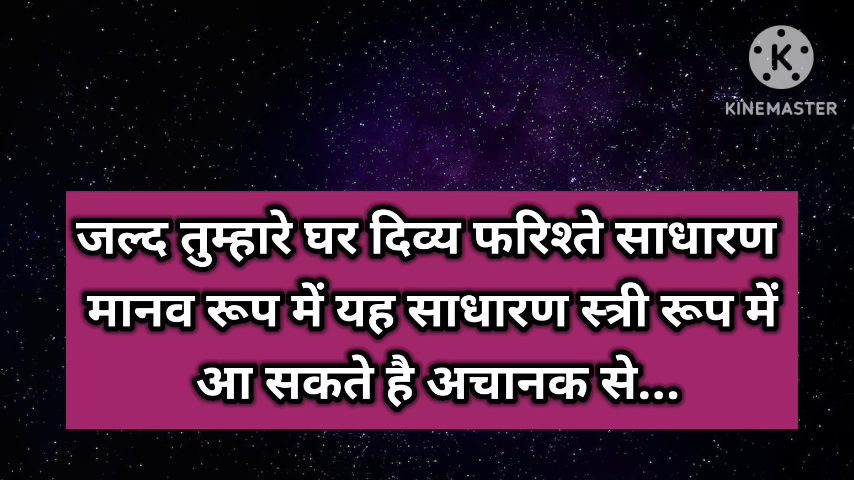 KINEMASTER
जल्द तुम्हारे घर दिव्य फरिश्ते साधारण
मानव रूप में यह साधारण स्त्री रूप में
आ सकते है अचानक से...